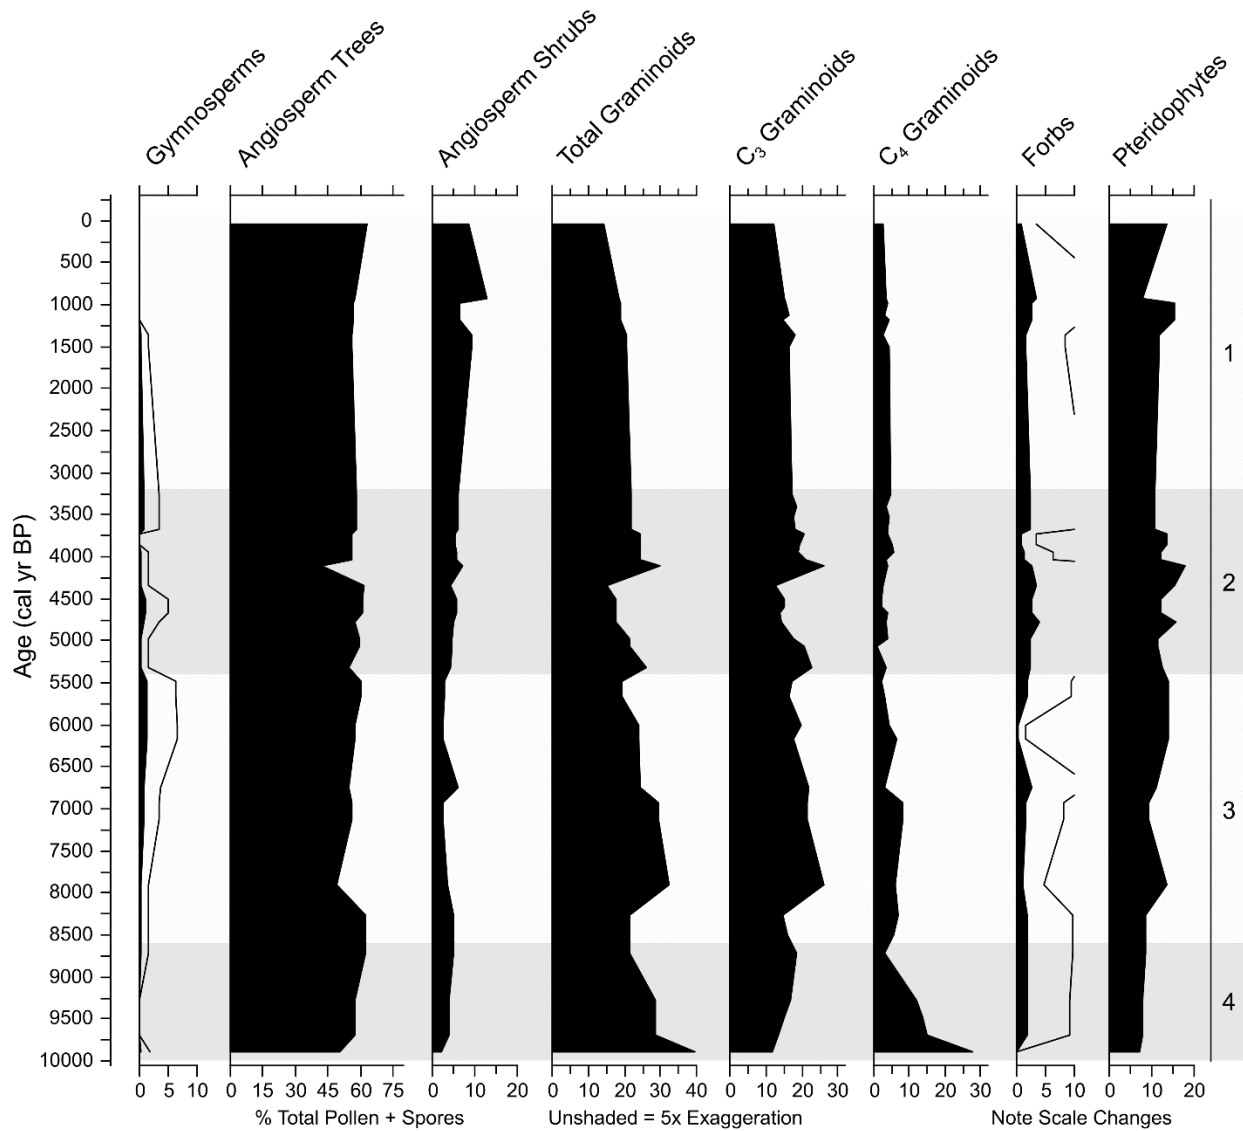 Gymnosperms
Angiosperm Trees
Angiosperm Shrubs
Total Graminoids
C₃ Graminoids
C₄ Graminoids
Forbs
Pteridophytes
Age (cal yr BP)
0
500
1000
1500
2000
2500
3000
3500
4000
4500
5000
5500
6000
6500
7000
7500
8000
8500
9000
9500
10000
1
2
3
4
0 5 10 0 15 30 45 60 75 0 10 20 0 10 20 30 40 0 10 20 30 0 10 20 30 0 5 10 0 10 20
% Total Pollen + Spores Unshaded = 5x Exaggeration Note Scale Changes